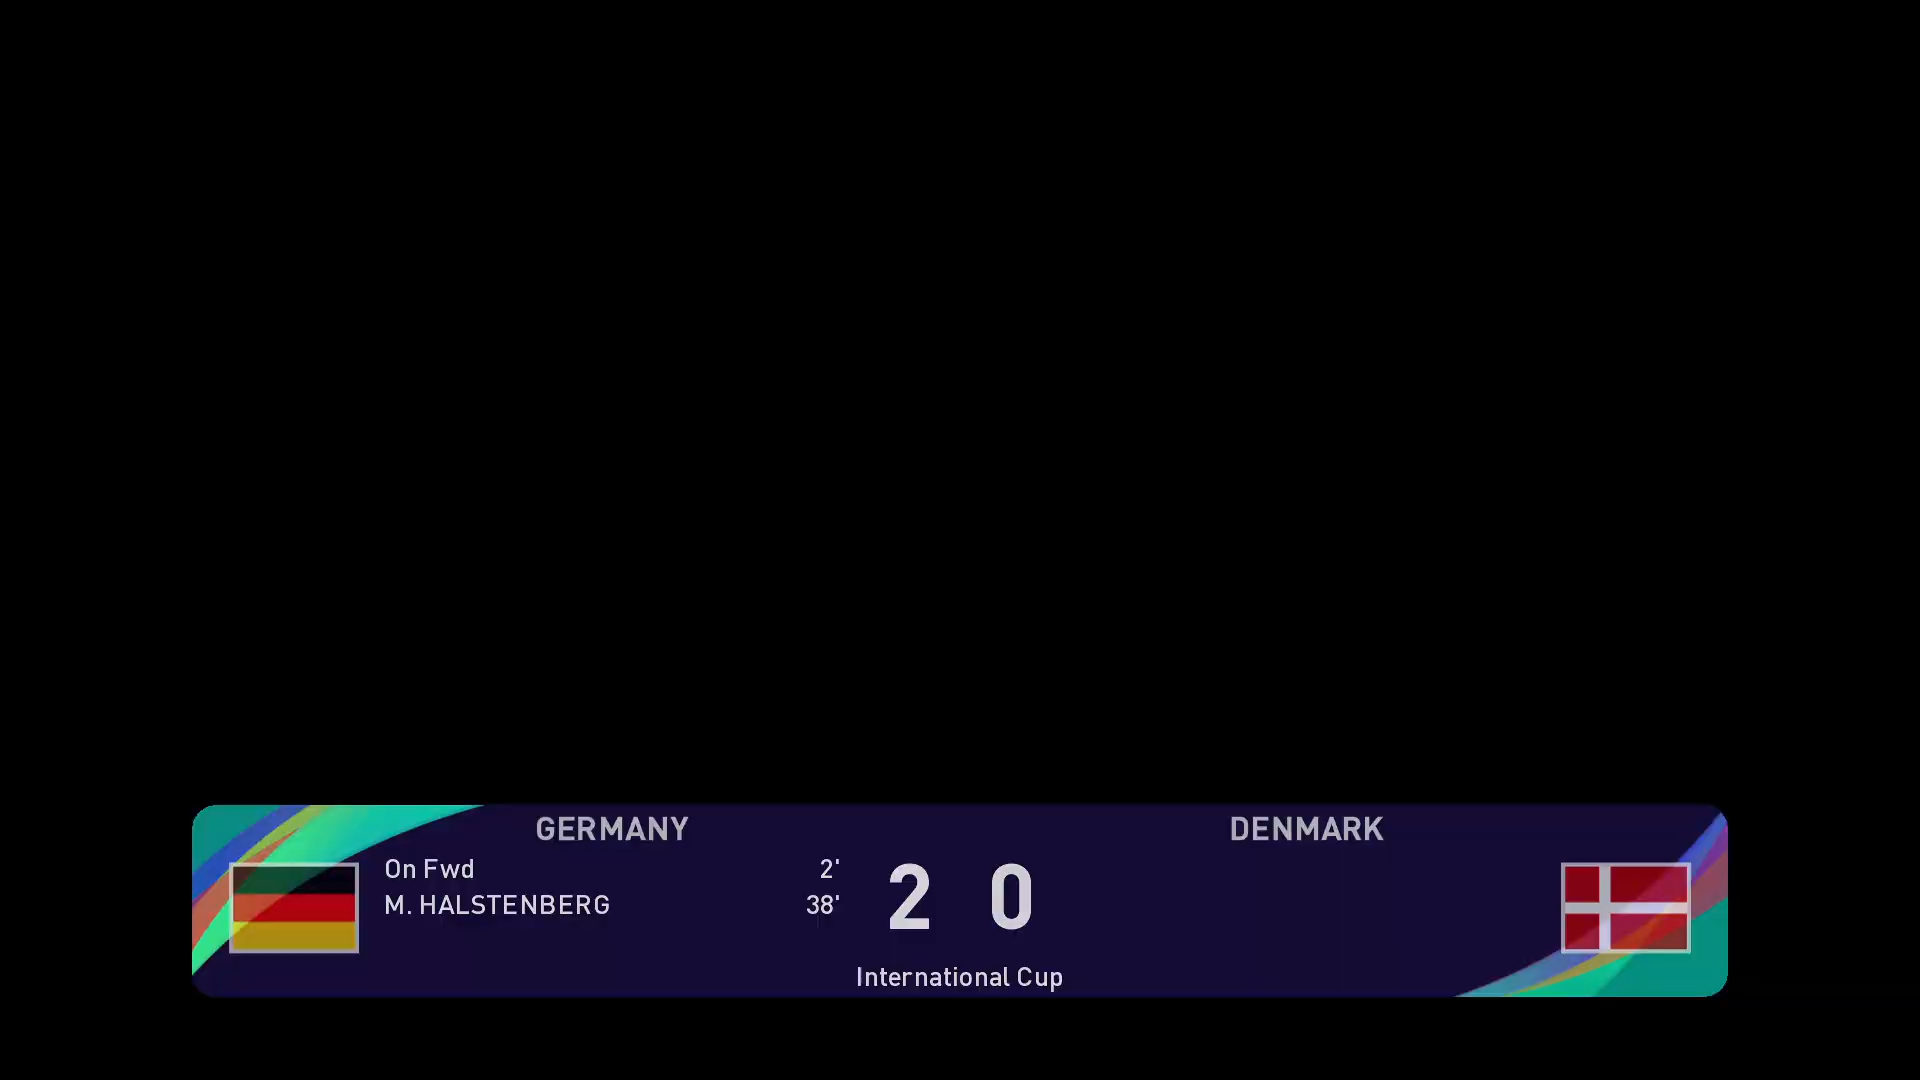 GERMANY DENMARK
On Fwd 2'
M. HALSTENBERG 38'
2 0
International Cup